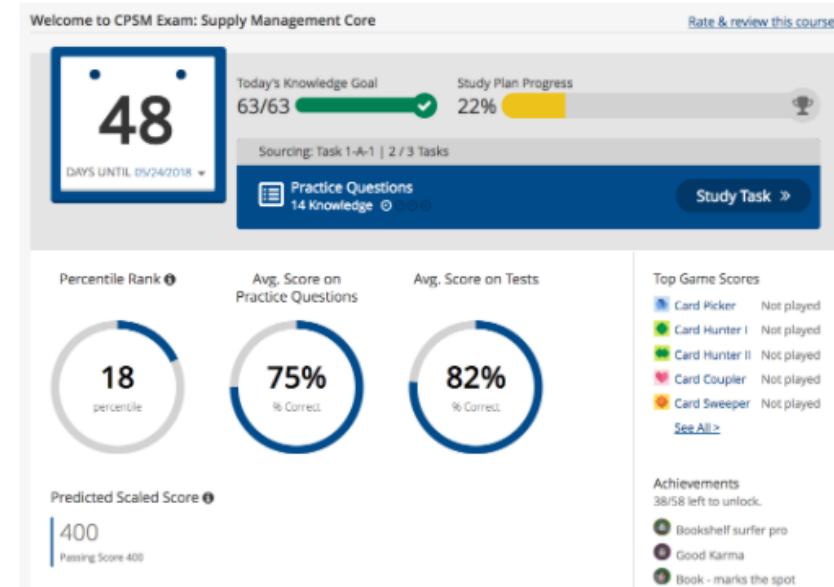 Welcome to CPSM Exam: Supply Management Core
Rate & review this course
48
DAYS UNTIL 05/24/2018
Today's Knowledge Goal
63/63
Study Plan Progress
22%
Sourcing: Task 1-A-1 | 2 / 3 Tasks
Practice Questions
14 Knowledge
Study Task »
Percentile Rank
18
percentile
Avg. Score on
Practice Questions
75%
% Correct
Avg. Score on Tests
82%
% Correct
Predicted Scaled Score
400
Passing Score 400
Top Game Scores
Card Picker Not played
Card Hunter I Not played
Card Hunter II Not played
Card Coupler Not played
Card Sweeper Not played
See All >
Achievements
38/58 left to unlock.
Bookshelf surfer pro
Good Karma
Book - marks the spot